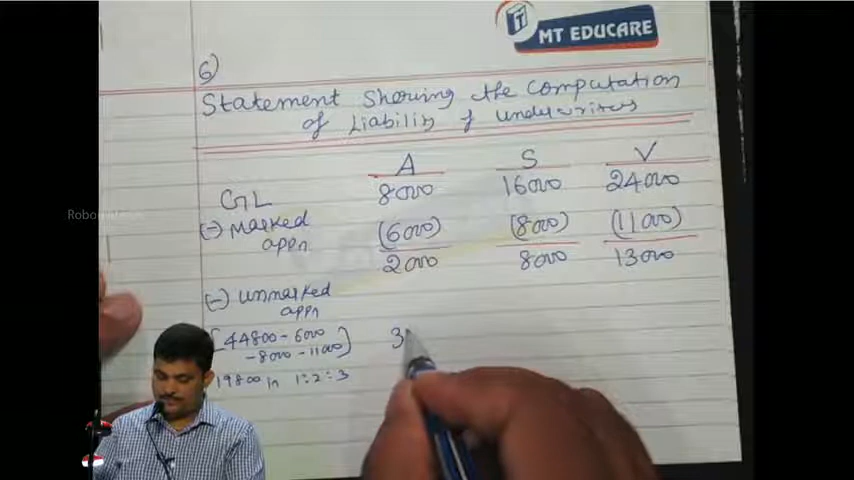 MT EDUCARE
6)
Statement showing the computation
of Liability of underwriters
A S V
GL 8000 16000 24000
(-) Marked appn (6000) (8000) (11000)
2000 8000 13000
(-) unmarked
appn
[44800 - 6000
- 8000 - 11000] 3
19800 in 1:2:3